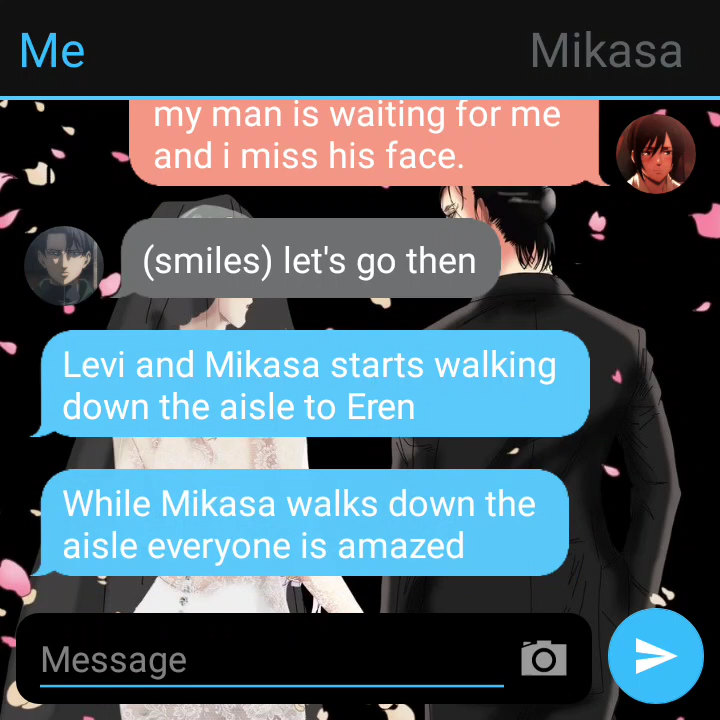 Me
Mikasa
my man is waiting for me
and i miss his face.
(smiles) let's go then
Levi and Mikasa starts walking
down the aisle to Eren
While Mikasa walks down the
aisle everyone is amazed
Message